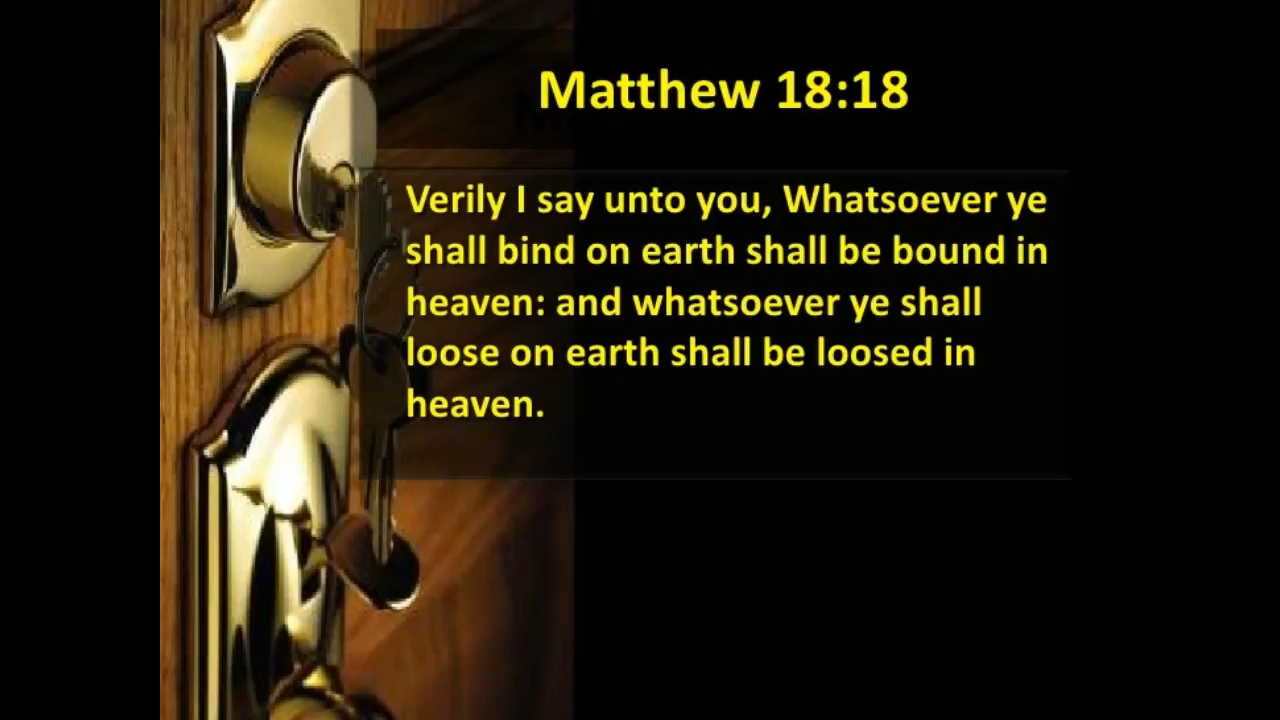 Matthew 18:18
Verily I say unto you, Whatsoever ye
shall bind on earth shall be bound in
heaven: and whatsoever ye shall
loose on earth shall be loosed in
heaven.